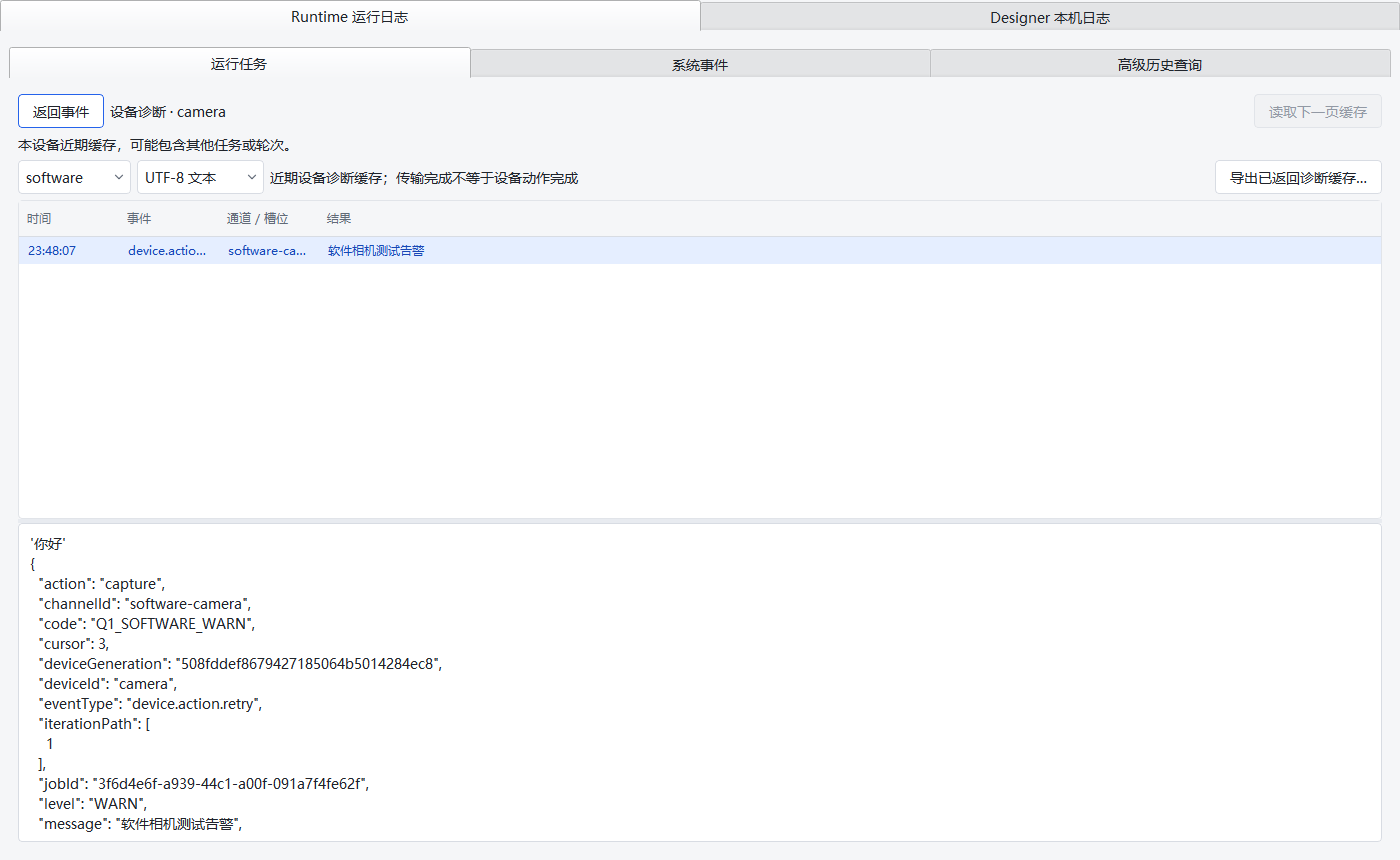 Runtime 运行日志 Designer 本机日志
运行任务 系统事件 高级历史查询
返回事件 设备诊断 · camera 读取下一页缓存
本设备近期缓存，可能包含其他任务或轮次。
software UTF-8 文本 近期设备诊断缓存；传输完成不等于设备动作完成 导出已返回诊断缓存...
时间 事件 通道 / 槽位 结果
23:48:07 device.actio... software-ca... 软件相机测试告警
'你好'
{
"action": "capture",
"channelId": "software-camera",
"code": "Q1_SOFTWARE_WARN",
"cursor": 3,
"deviceGeneration": "508fddef8679427185064b5014284ec8",
"deviceId": "camera",
"eventType": "device.action.retry",
"iterationPath": [
1
],
"jobId": "3f6d4e6f-a939-44c1-a00f-091a7f4fe62f",
"level": "WARN",
"message": "软件相机测试告警",